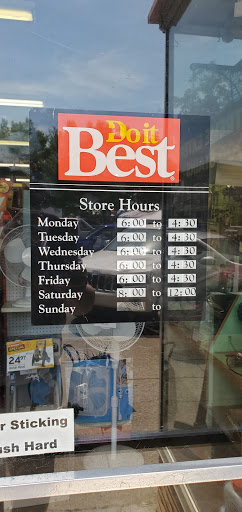 Do it
Best
Store Hours
Monday 6:00 to 4:30
Tuesday 6:00 to 4:30
Wednesday 6:00 to 4:30
Thursday 6:00 to 4:30
Friday 6:00 to 4:30
Saturday 8:00 to 12:00
Sunday to
24.97
r Sticking
ush Hard